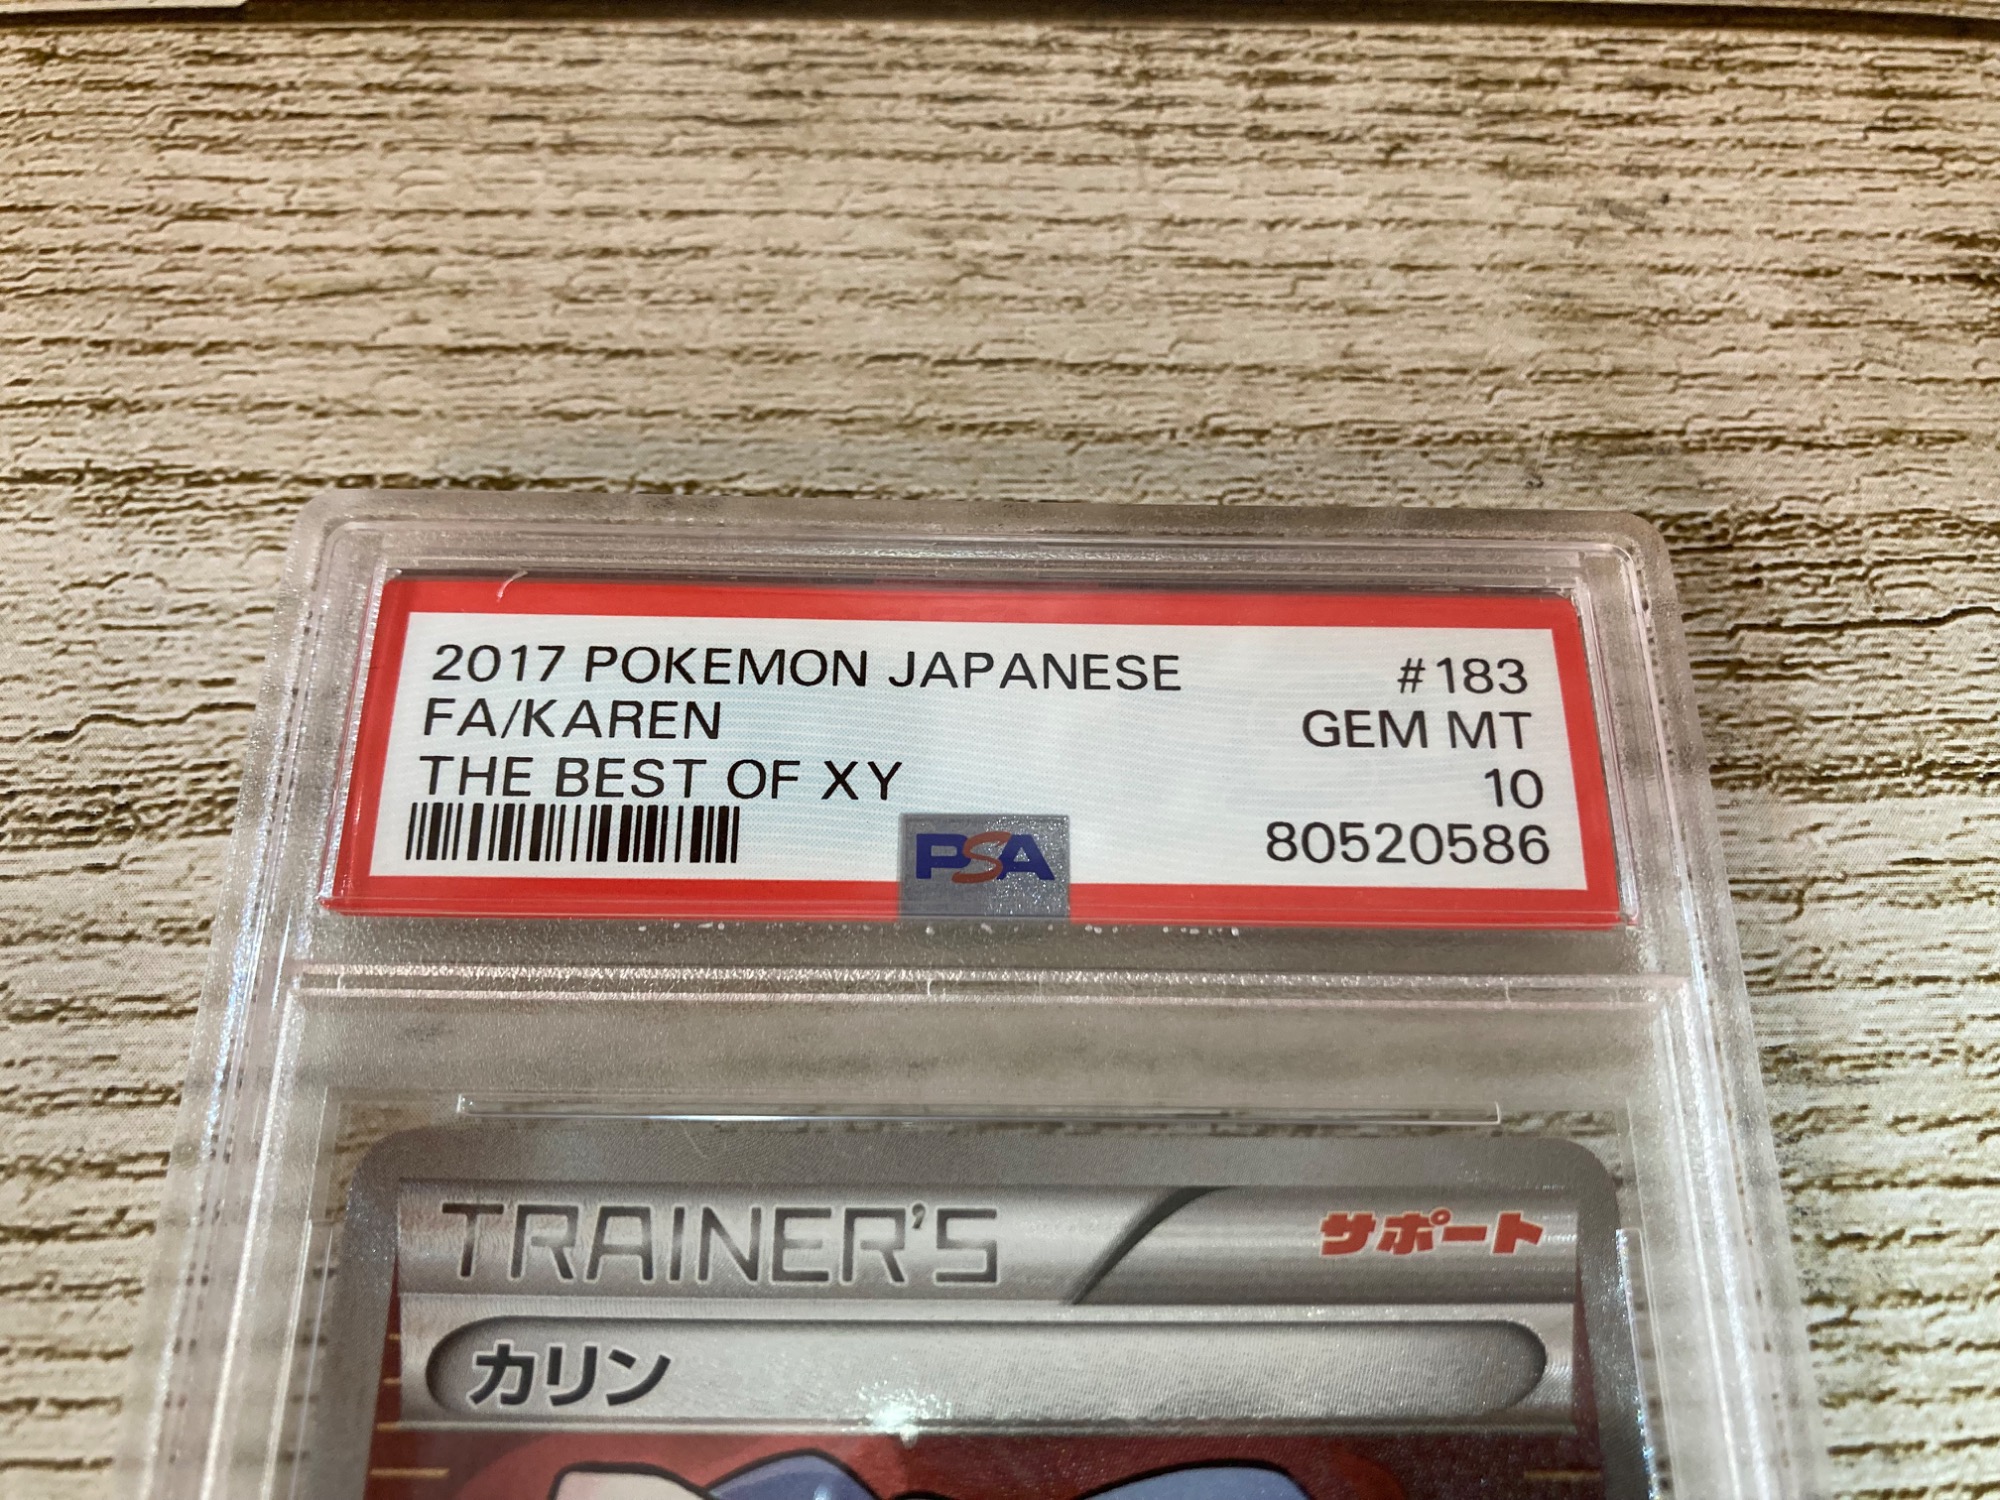 2017 POKEMON JAPANESE #183
FA/KAREN GEM MT
THE BEST OF XY 10
PSA 80520586
TRAINER'S サポート
カリン